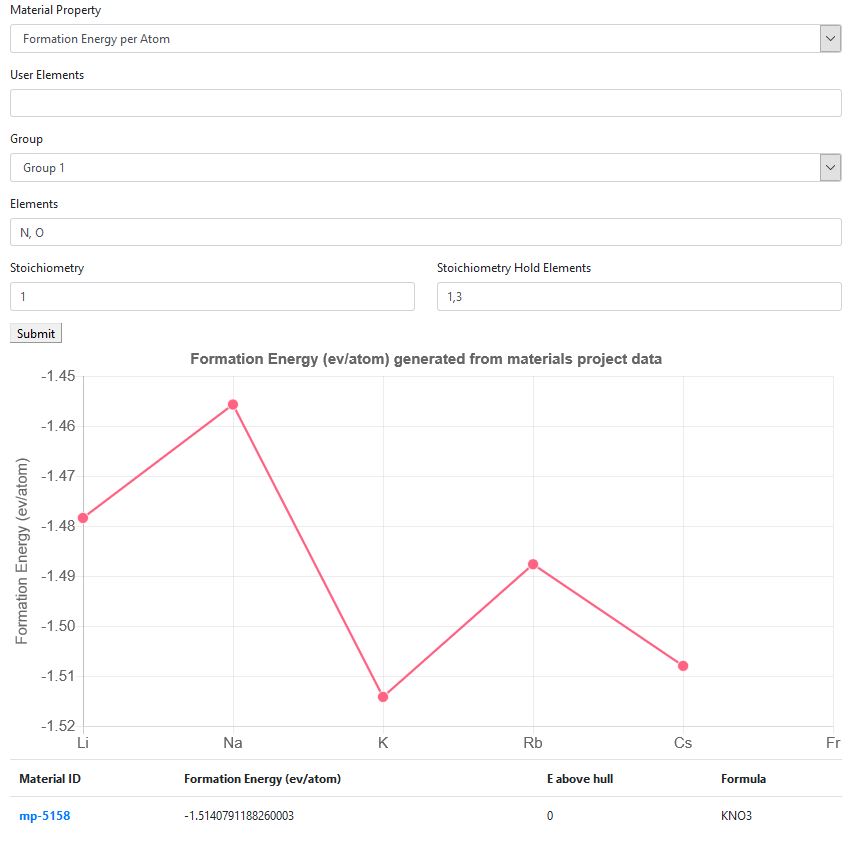 Material Property
Formation Energy per Atom
User Elements
Group
Group 1
Elements
N, O
Stoichiometry
Stoichiometry Hold Elements
1
1,3
Submit
Formation Energy (ev/atom) generated from materials project data
Formation Energy (ev/atom)
-1.45
-1.46
-1.47
-1.48
-1.49
-1.50
-1.51
-1.52
Li Na K Rb Cs Fr
Material ID Formation Energy (ev/atom) E above hull Formula
mp-5158 -1.5140791188260003 0 KNO3